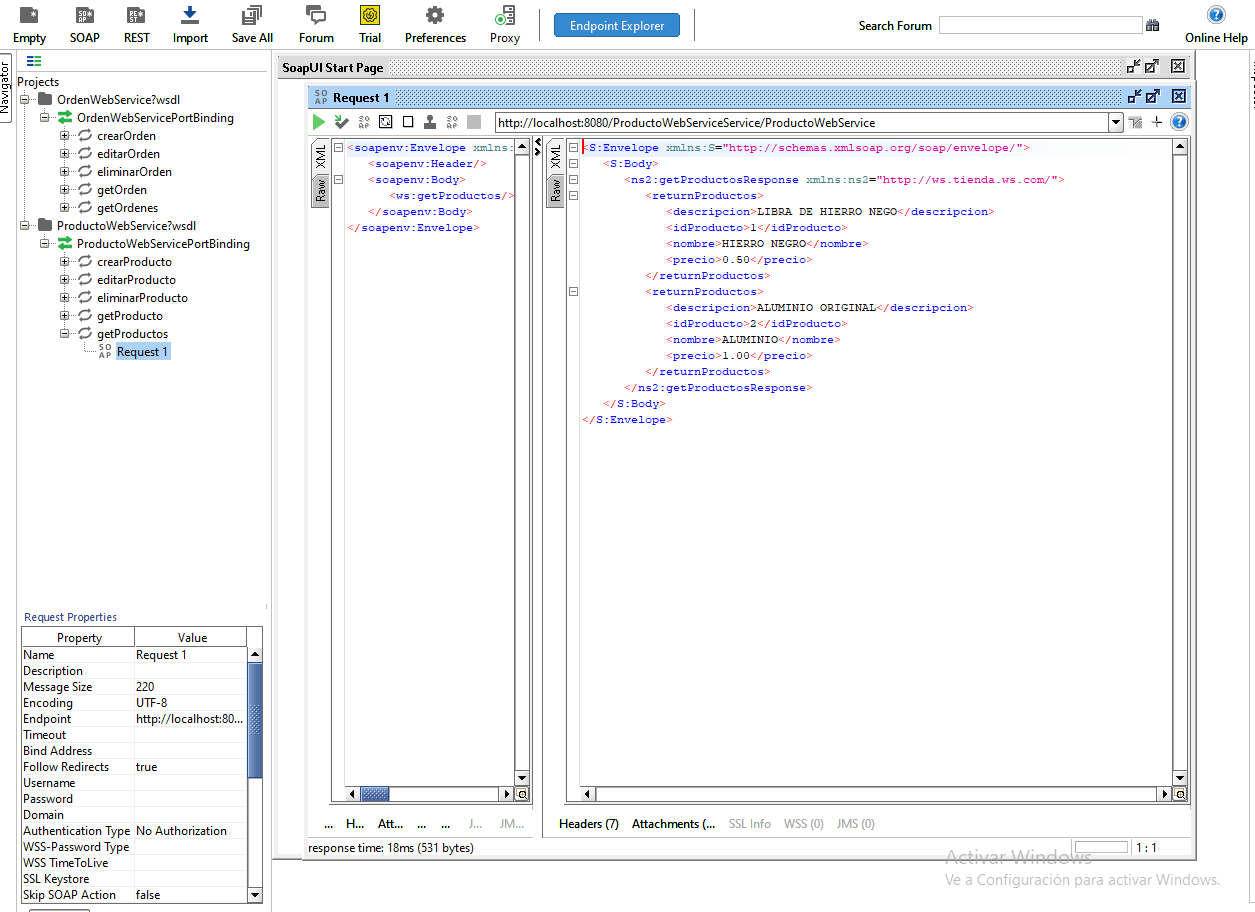 Empty SOAP REST Import Save All Forum Trial Preferences Proxy Endpoint Explorer Search Forum Online Help
Navigator
Projects
OrdenWebService?wsdl
OrdenWebServicePortBinding
crearOrden
editarOrden
eliminarOrden
getOrden
getOrdenes
ProductoWebService?wsdl
ProductoWebServicePortBinding
crearProducto
editarProducto
eliminarProducto
getProducto
getProductos
SOAP Request 1
Request Properties
Property Value
Name Request 1
Description
Message Size 220
Encoding UTF-8
Endpoint http://localhost:80...
Timeout
Bind Address
Follow Redirects true
Username
Password
Domain
Authentication Type No Authorization
WSS-Password Type
WSS TimeToLive
SSL Keystore
Skip SOAP Action false
SoapUI Start Page
SOAP Request 1
http://localhost:8080/ProductoWebServiceService/ProductoWebService
XML
Raw
<soapenv:Envelope xmlns:
<soapenv:Header/>
<soapenv:Body>
<ws:getProductos/>
</soapenv:Body>
</soapenv:Envelope>
XML
Raw
<S:Envelope xmlns:S="http://schemas.xmlsoap.org/soap/envelope/">
<S:Body>
<ns2:getProductosResponse xmlns:ns2="http://ws.tienda.ws.com/">
<returnProductos>
<descripcion>LIBRA DE HIERRO NEGO</descripcion>
<idProducto>1</idProducto>
<nombre>HIERRO NEGRO</nombre>
<precio>0.50</precio>
</returnProductos>
<returnProductos>
<descripcion>ALUMINIO ORIGINAL</descripcion>
<idProducto>2</idProducto>
<nombre>ALUMINIO</nombre>
<precio>1.00</precio>
</returnProductos>
</ns2:getProductosResponse>
</S:Body>
</S:Envelope>
... H... Att... ... ... J... JM...
Headers (7) Attachments (... SSL Info WSS (0) JMS (0)
response time: 18ms (531 bytes)
1 : 1
Activar Windows
Ve a Configuración para activar Windows.